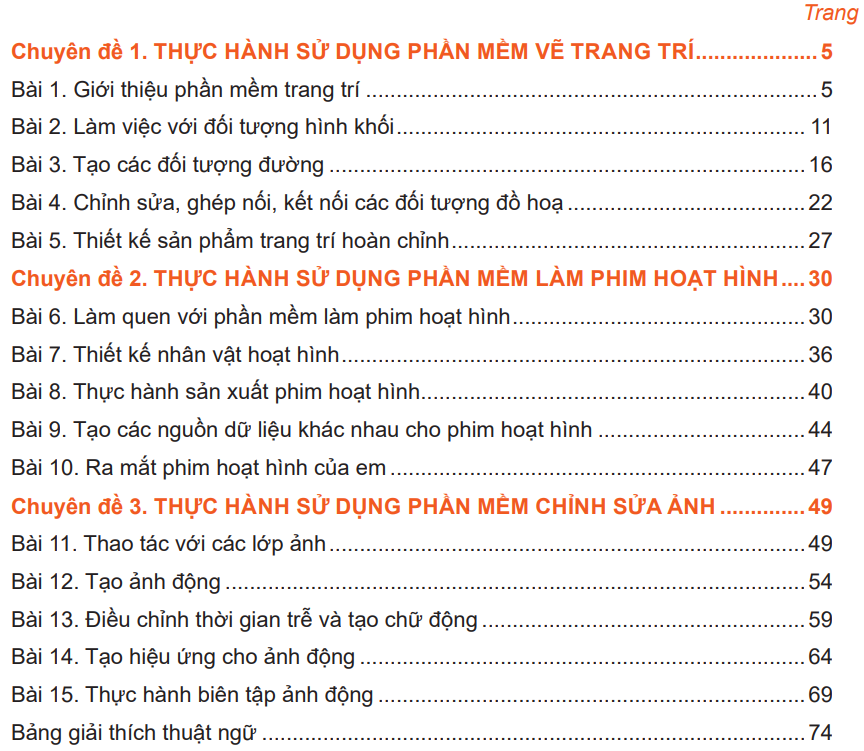 Trang
Chuyên đề 1. THỰC HÀNH SỬ DỤNG PHẦN MỀM VẼ TRANG TRÍ.................... 5
Bài 1. Giới thiệu phần mềm trang trí ........................................................................... 5
Bài 2. Làm việc với đối tượng hình khối.................................................................... 11
Bài 3. Tạo các đối tượng đường ............................................................................... 16
Bài 4. Chỉnh sửa, ghép nối, kết nối các đối tượng đồ hoạ ....................................... 22
Bài 5. Thiết kế sản phẩm trang trí hoàn chỉnh........................................................... 27
Chuyên đề 2. THỰC HÀNH SỬ DỤNG PHẦN MỀM LÀM PHIM HOẠT HÌNH.... 30
Bài 6. Làm quen với phần mềm làm phim hoạt hình................................................. 30
Bài 7. Thiết kế nhân vật hoạt hình............................................................................. 36
Bài 8. Thực hành sản xuất phim hoạt hình................................................................ 40
Bài 9. Tạo các nguồn dữ liệu khác nhau cho phim hoạt hình .................................. 44
Bài 10. Ra mắt phim hoạt hình của em ..................................................................... 47
Chuyên đề 3. THỰC HÀNH SỬ DỤNG PHẦN MỀM CHỈNH SỬA ẢNH .............. 49
Bài 11. Thao tác với các lớp ảnh............................................................................... 49
Bài 12. Tạo ảnh động ................................................................................................ 54
Bài 13. Điều chỉnh thời gian trễ và tạo chữ động ..................................................... 59
Bài 14. Tạo hiệu ứng cho ảnh động .......................................................................... 64
Bài 15. Thực hành biên tập ảnh động ....................................................................... 69
Bảng giải thích thuật ngữ .......................................................................................... 74